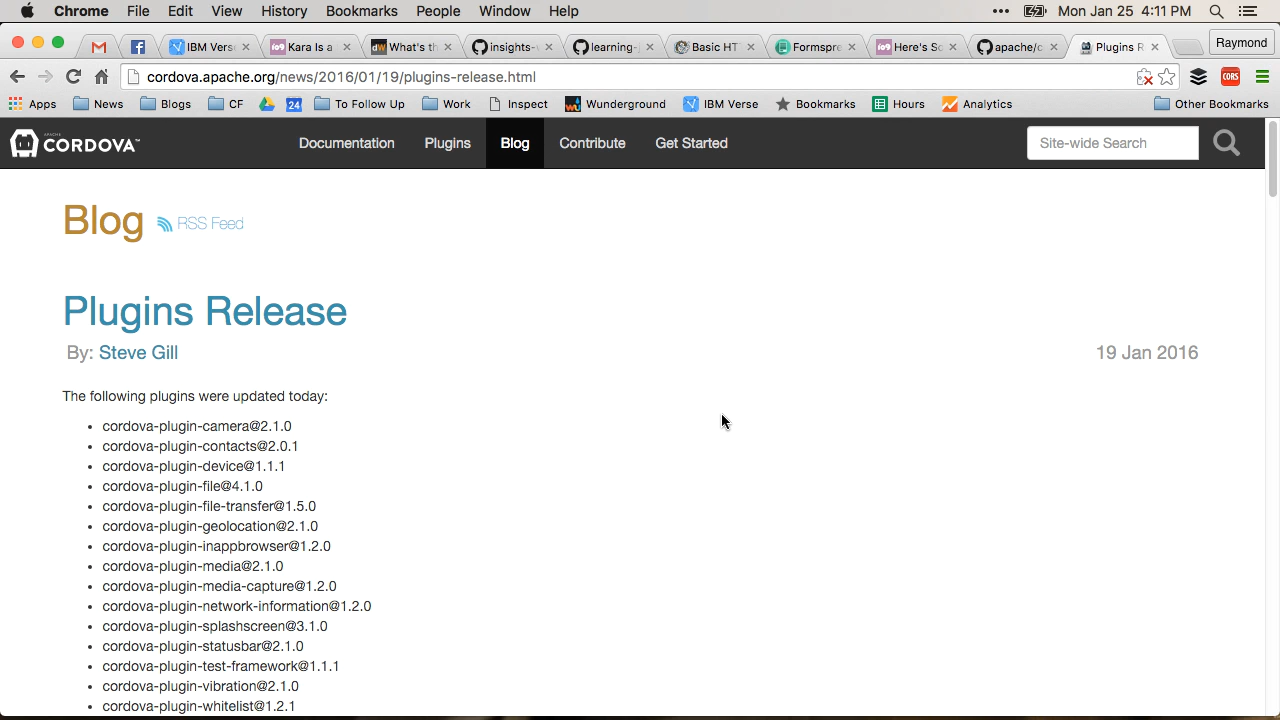 Chrome File Edit View History Bookmarks People Window Help ••• Mon Jan 25 4:11 PM
IBM Vers Kara Is a What's th insights- learning- Basic HT Formspro Here's Sc apache/c Plugins R Raymond
cordova.apache.org/news/2016/01/19/plugins-release.html CORS
Apps News Blogs CF 24 To Follow Up Work Inspect Wunderground IBM Verse Bookmarks Hours Analytics Other Bookmarks
APACHE
CORDOVA™ Documentation Plugins Blog Contribute Get Started Site-wide Search
Blog RSS Feed
Plugins Release
By: Steve Gill 19 Jan 2016
The following plugins were updated today:
• cordova-plugin-camera@2.1.0
• cordova-plugin-contacts@2.0.1
• cordova-plugin-device@1.1.1
• cordova-plugin-file@4.1.0
• cordova-plugin-file-transfer@1.5.0
• cordova-plugin-geolocation@2.1.0
• cordova-plugin-inappbrowser@1.2.0
• cordova-plugin-media@2.1.0
• cordova-plugin-media-capture@1.2.0
• cordova-plugin-network-information@1.2.0
• cordova-plugin-splashscreen@3.1.0
• cordova-plugin-statusbar@2.1.0
• cordova-plugin-test-framework@1.1.1
• cordova-plugin-vibration@2.1.0
• cordova-plugin-whitelist@1.2.1